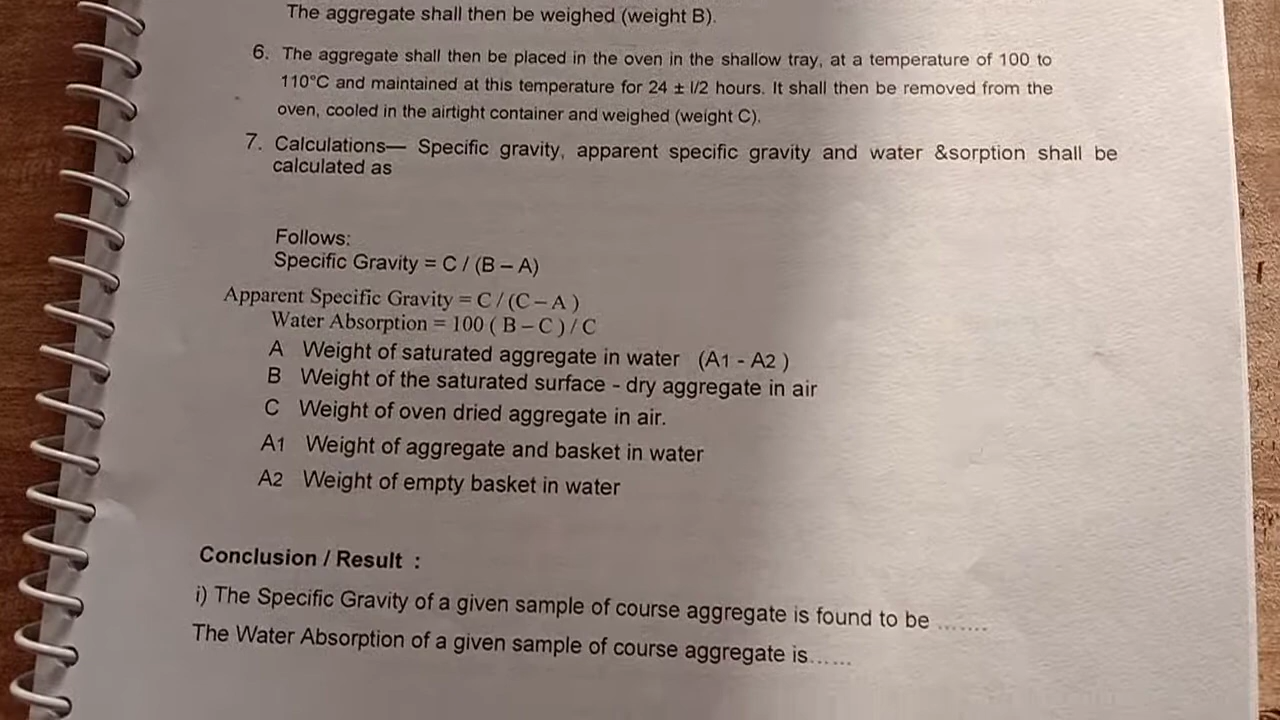 The aggregate shall then be weighed (weight B).
6. The aggregate shall then be placed in the oven in the shallow tray, at a temperature of 100 to
110°C and maintained at this temperature for 24 ± l/2 hours. It shall then be removed from the
oven, cooled in the airtight container and weighed (weight C).
7. Calculations— Specific gravity, apparent specific gravity and water &sorption shall be
calculated as
Follows:
Specific Gravity = C / (B – A)
Apparent Specific Gravity = C / (C – A )
Water Absorption = 100 ( B – C ) / C
A Weight of saturated aggregate in water (A1 - A2 )
B Weight of the saturated surface - dry aggregate in air
C Weight of oven dried aggregate in air.
A1 Weight of aggregate and basket in water
A2 Weight of empty basket in water
Conclusion / Result :
i) The Specific Gravity of a given sample of course aggregate is found to be .......
The Water Absorption of a given sample of course aggregate is......